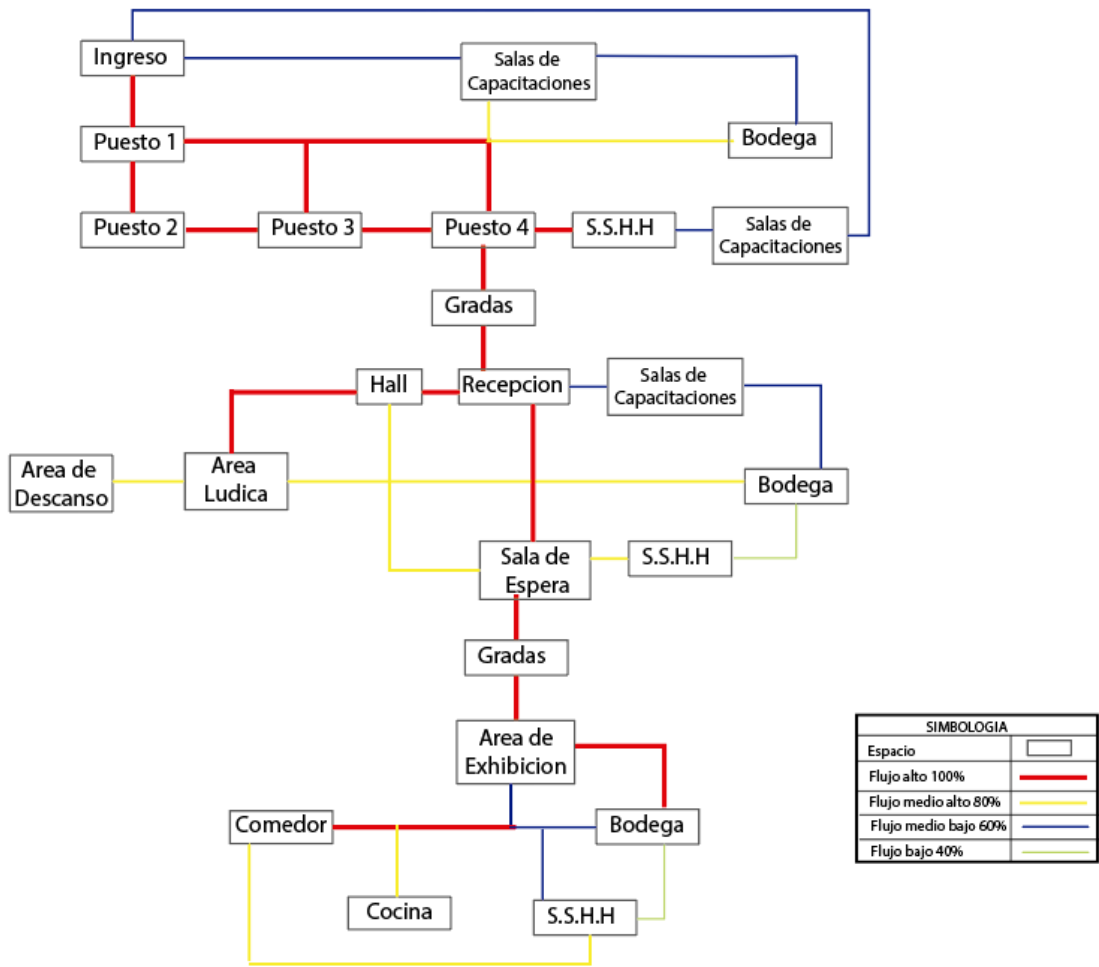 Ingreso
Salas de
Capacitaciones
Puesto 1
Bodega
Puesto 2
Puesto 3
Puesto 4
S.S.H.H
Salas de
Capacitaciones
Gradas
Hall
Recepcion
Salas de
Capacitaciones
Area de
Descanso
Area
Ludica
Bodega
Sala de
Espera
S.S.H.H
Gradas
Area de
Exhibicion
Comedor
Bodega
Cocina
S.S.H.H
SIMBOLOGIA
Espacio
Flujo alto 100%
Flujo medio alto 80%
Flujo medio bajo 60%
Flujo bajo 40%